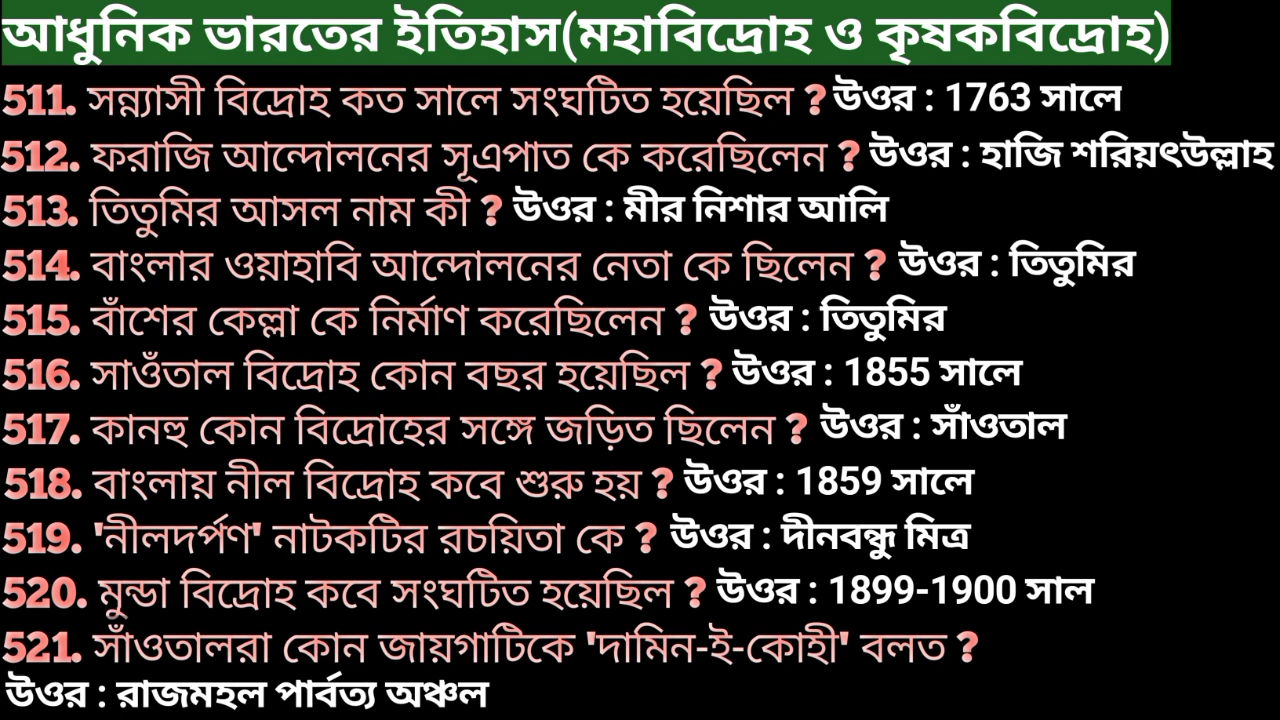 আধুনিক ভারতের ইতিহাস(মহাবিদ্রোহ ও কৃষকবিদ্রোহ)
511. সন্ন্যাসী বিদ্রোহ কত সালে সংঘটিত হয়েছিল ? উওর : 1763 সালে
512. ফরাজি আন্দোলনের সূএপাত কে করেছিলেন ? উওর : হাজি শরিয়ৎউল্লাহ
513. তিতুমির আসল নাম কী ? উওর : মীর নিশার আলি
514. বাংলার ওয়াহাবি আন্দোলনের নেতা কে ছিলেন ? উওর : তিতুমির
515. বাঁশের কেল্লা কে নির্মাণ করেছিলেন ? উওর : তিতুমির
516. সাওঁতাল বিদ্রোহ কোন বছর হয়েছিল ? উওর : 1855 সালে
517. কানহু কোন বিদ্রোহের সঙ্গে জড়িত ছিলেন ? উওর : সাঁওতাল
518. বাংলায় নীল বিদ্রোহ কবে শুরু হয় ? উওর : 1859 সালে
519. 'নীলদর্পণ' নাটকটির রচয়িতা কে ? উওর : দীনবন্ধু মিত্র
520. মুন্ডা বিদ্রোহ কবে সংঘটিত হয়েছিল ? উওর : 1899-1900 সাল
521. সাঁওতালরা কোন জায়গাটিকে 'দামিন-ই-কোহী' বলত ?
উওর : রাজমহল পার্বত্য অঞ্চল